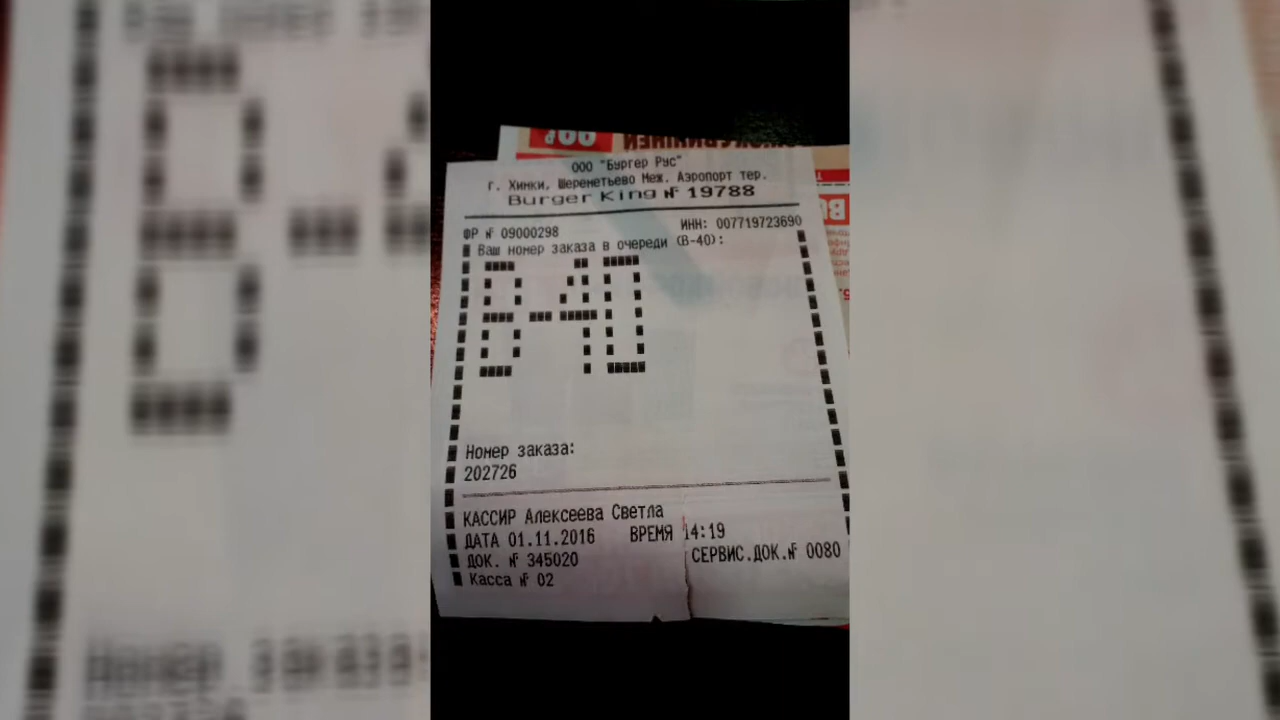 ООО "Бургер Рус"
г. Химки, Шереметьево Меж. Аэропорт тер.
Burger King № 19788
ФР № 09000298 ИНН: 007719723690
Ваш номер заказа в очереди (B-40):
B-40
Номер заказа:
202726
КАССИР Алексеева Светла
ДАТА 01.11.2016 ВРЕМЯ 14:19
ДОК. № 345020 СЕРВИС.ДОК.№ 0080
Касса № 02